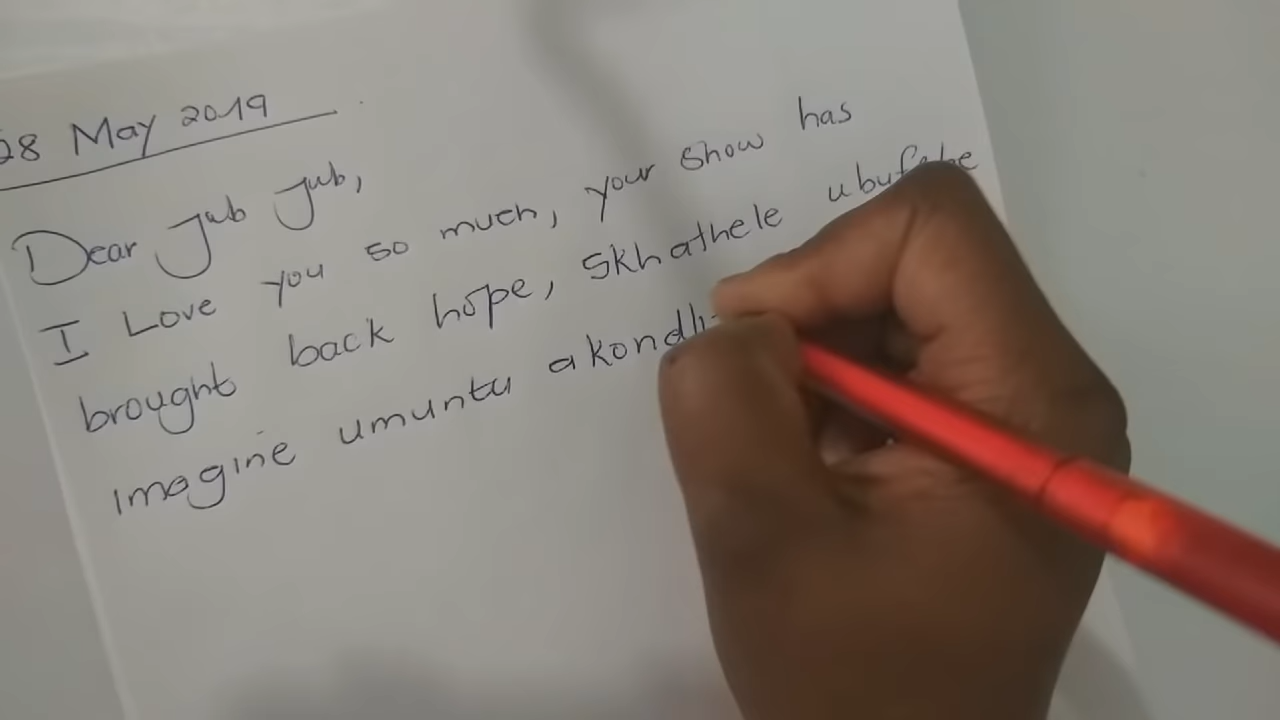 28 May 2019
Dear Jub Jub,
I Love you so much, your show has
brought back hope, Skhathele
imagine umuntu akondli